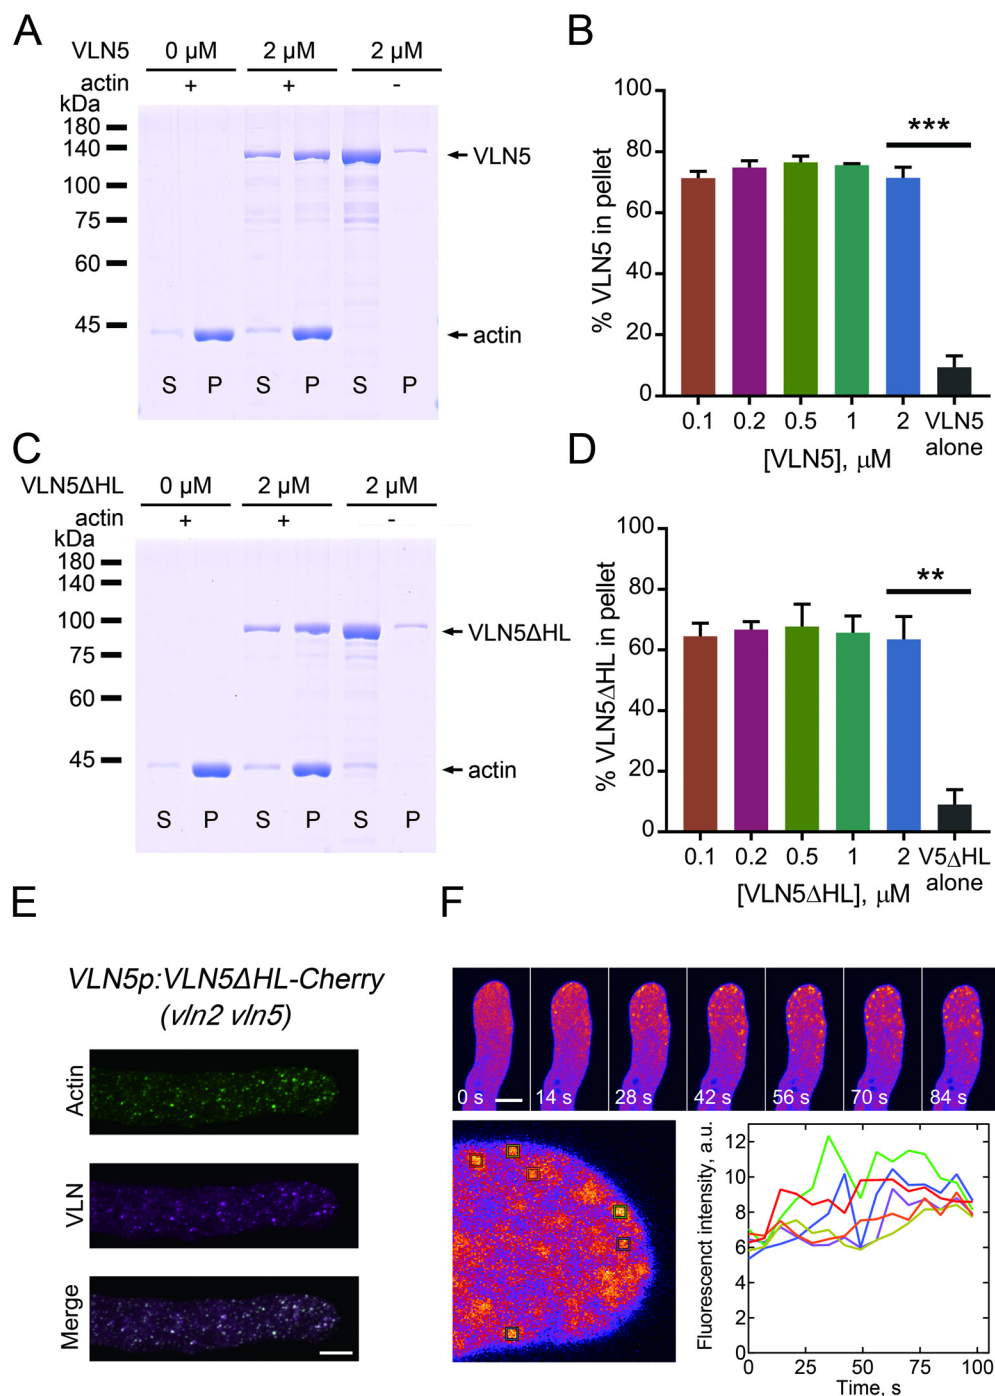 A
VLN5 0 µM 2 µM 2 µM
actin + + -
kDa
180
140
100
75
60
45
VLN5
actin
S P S P S P
B
% VLN5 in pellet
100
80
60
40
20
0
***
0.1 0.2 0.5 1 2 VLN5
alone
[VLN5], µM
C
VLN5ΔHL 0 µM 2 µM 2 µM
actin + + -
kDa
180
140
100
75
60
45
VLN5ΔHL
actin
S P S P S P
D
% VLN5ΔHL in pellet
100
80
60
40
20
0
**
0.1 0.2 0.5 1 2 V5ΔHL
alone
[VLN5ΔHL], µM
E
VLN5p:VLN5ΔHL-Cherry
(vln2 vln5)
Actin
VLN
Merge
F
0 s 14 s 28 s 42 s 56 s 70 s 84 s
Fluorescenct intensity, a.u.
12
10
8
6
4
2
0
0 25 50 75 100
Time, s